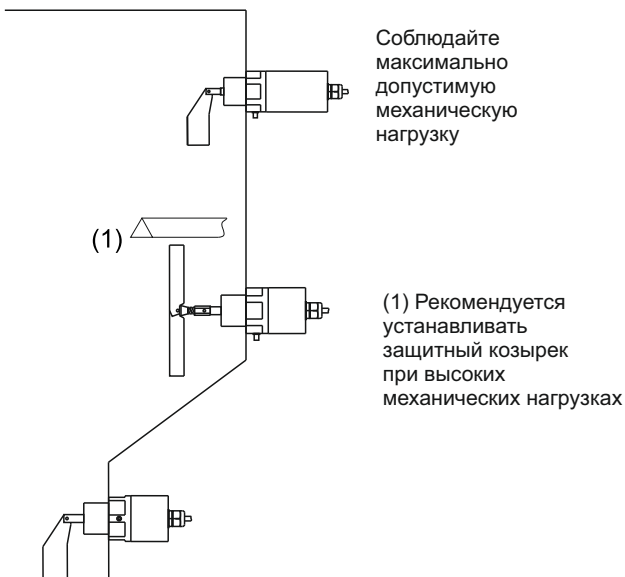 Соблюдайте
максимально
допустимую
механическую
нагрузку
(1)
(1) Рекомендуется
устанавливать
защитный козырек
при высоких
механических нагрузках